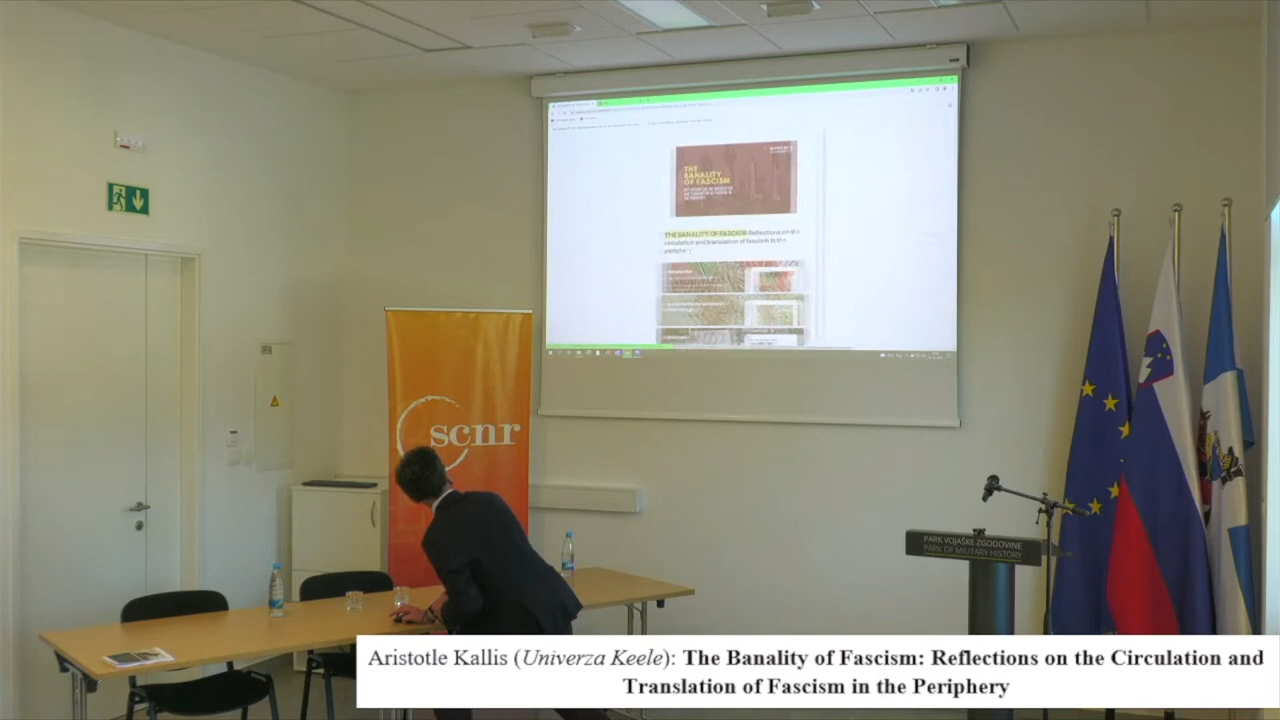 THE
BANALITY
OF FASCISM
THE BANALITY OF FASCISM Reflections on the
circulation and translation of fascism in the
periphery
scnr
PARK VOJAŠKE ZGODOVINE
PARK OF MILITARY HISTORY
Aristotle Kallis (Univerza Keele): The Banality of Fascism: Reflections on the Circulation and
Translation of Fascism in the Periphery